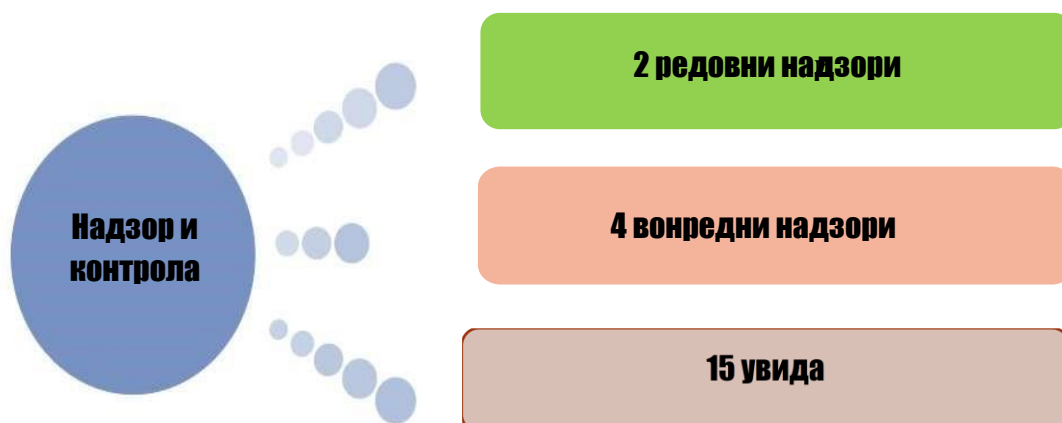 2 редовни надзори
Надзор и
контрола
4 вонредни надзори
15 увида